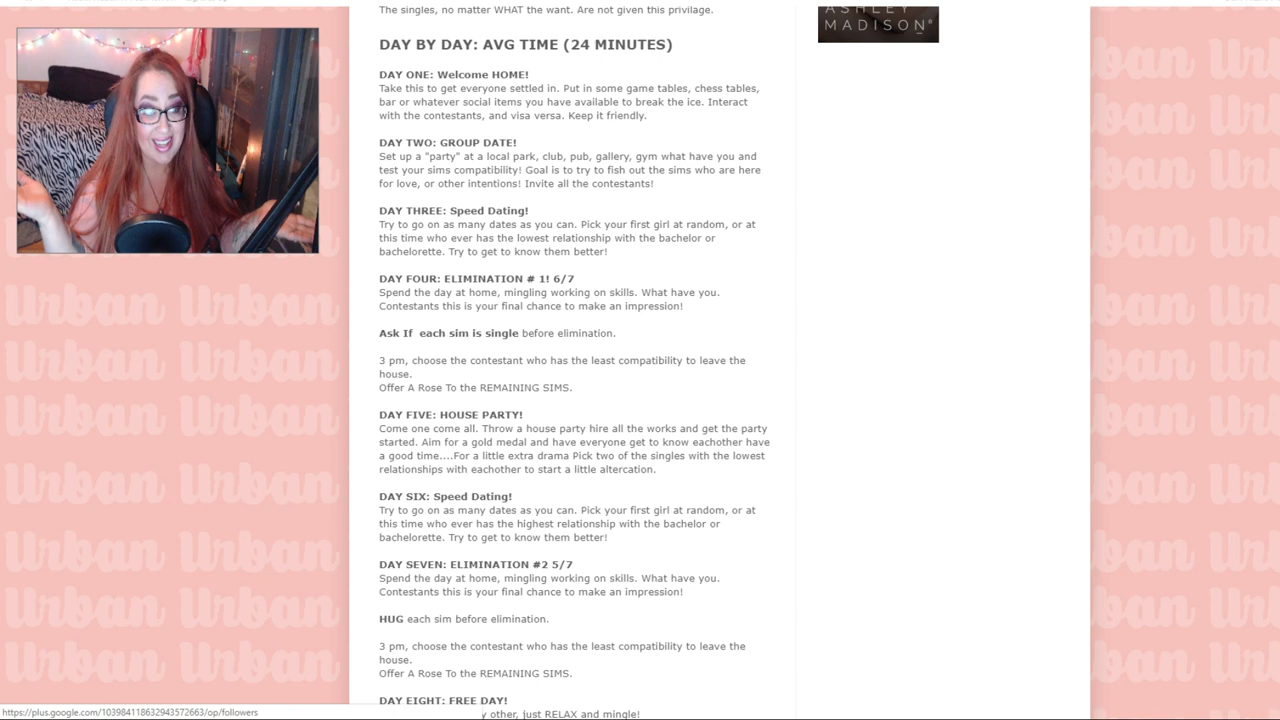 The singles, no matter WHAT the want. Are not given this privilage.
DAY BY DAY: AVG TIME (24 MINUTES)
DAY ONE: Welcome HOME!
Take this to get everyone settled in. Put in some game tables, chess tables,
bar or whatever social items you have available to break the ice. Interact
with the contestants, and visa versa. Keep it friendly.
DAY TWO: GROUP DATE!
Set up a "party" at a local park, club, pub, gallery, gym what have you and
test your sims compatibility! Goal is to try to fish out the sims who are here
for love, or other intentions! Invite all the contestants!
DAY THREE: Speed Dating!
Try to go on as many dates as you can. Pick your first girl at random, or at
this time who ever has the lowest relationship with the bachelor or
bachelorette. Try to get to know them better!
DAY FOUR: ELIMINATION # 1! 6/7
Spend the day at home, mingling working on skills. What have you.
Contestants this is your final chance to make an impression!
Ask If each sim is single before elimination.
3 pm, choose the contestant who has the least compatibility to leave the
house.
Offer A Rose To the REMAINING SIMS.
DAY FIVE: HOUSE PARTY!
Come one come all. Throw a house party hire all the works and get the party
started. Aim for a gold medal and have everyone get to know eachother have
a good time....For a little extra drama Pick two of the singles with the lowest
relationships with eachother to start a little altercation.
DAY SIX: Speed Dating!
Try to go on as many dates as you can. Pick your first girl at random, or at
this time who ever has the highest relationship with the bachelor or
bachelorette. Try to get to know them better!
DAY SEVEN: ELIMINATION #2 5/7
Spend the day at home, mingling working on skills. What have you.
Contestants this is your final chance to make an impression!
HUG each sim before elimination.
3 pm, choose the contestant who has the least compatibility to leave the
house.
Offer A Rose To the REMAINING SIMS.
DAY EIGHT: FREE DAY!
y other, just RELAX and mingle!
ASHLEY
MADISON®
Urban Urban
Urban Urban
Urban Urban
Urban Urban
Urban Urban
Urban Urban
https://plus.google.com/103984118632943572663/op/followers